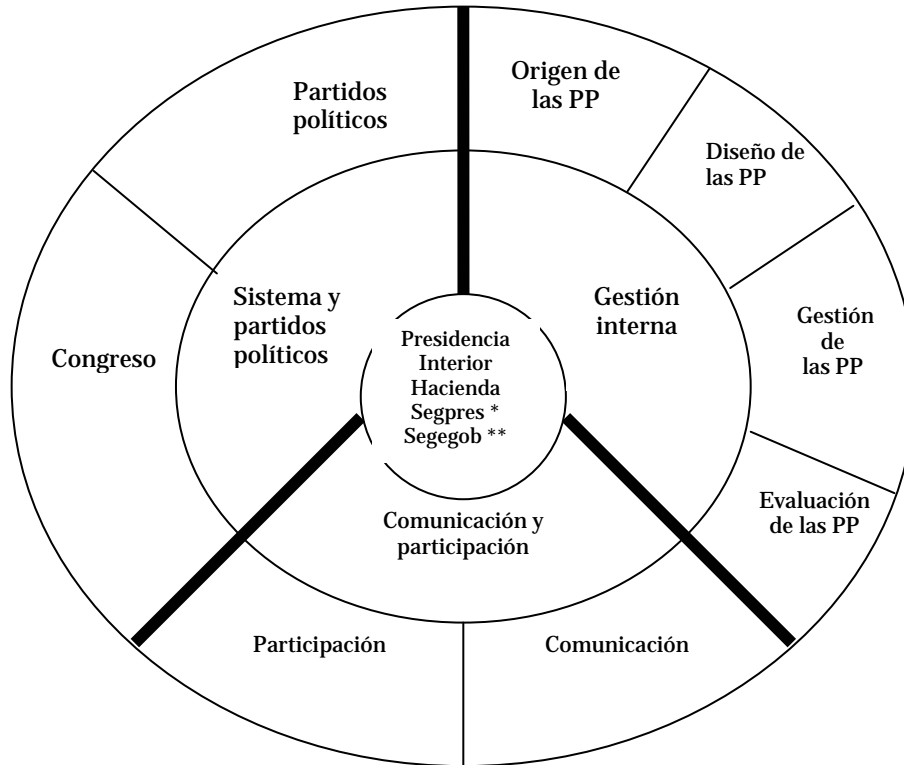 Partidos
políticos
Origen de
las PP
Diseño de
las PP
Sistema y
partidos
políticos
Gestión
interna
Gestión
de
las PP
Congreso
Presidencia
Interior
Hacienda
Segpres *
Segegob **
Evaluación
de las PP
Comunicación y
participación
Participación
Comunicación